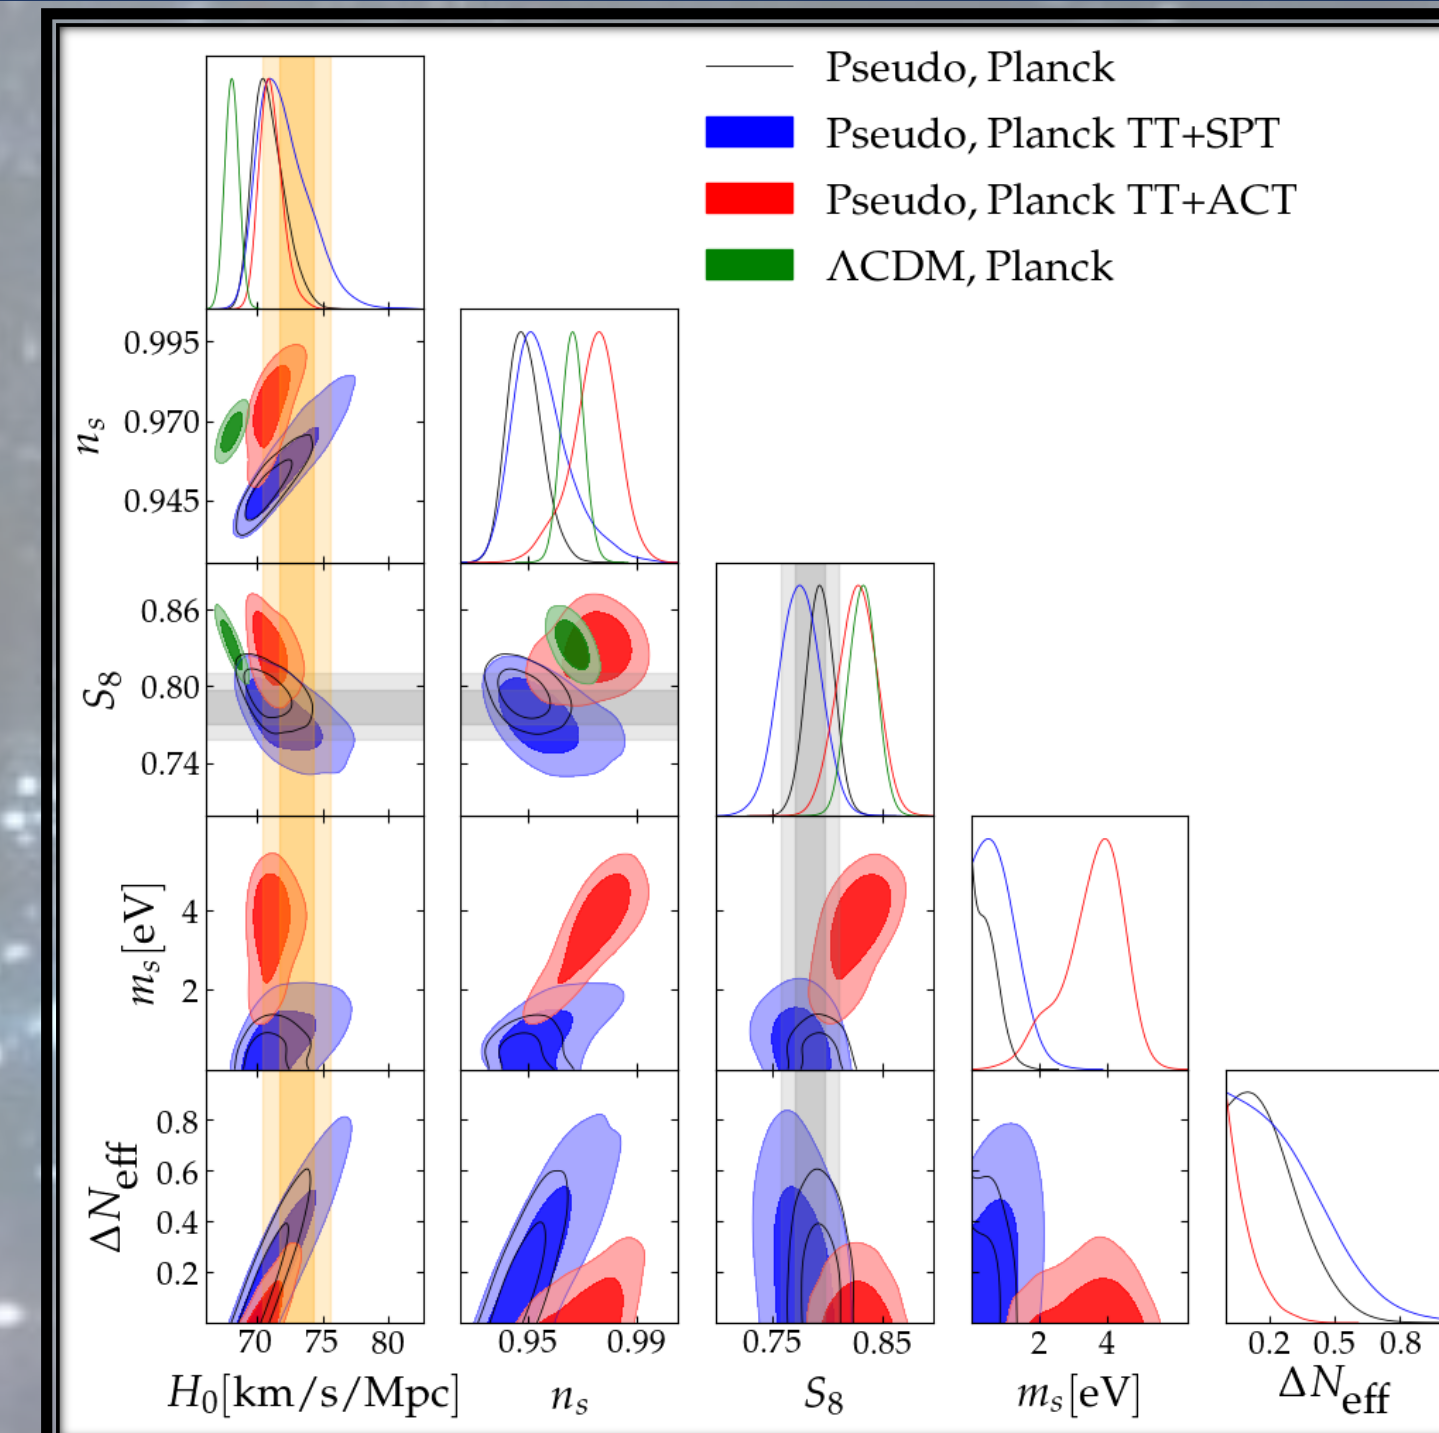 Pseudo, Planck
Pseudo, Planck TT+SPT
Pseudo, Planck TT+ACT
ΛCDM, Planck
0.995
0.970
0.945
n_s
0.86
0.80
0.74
S_8
4
2
m_s[eV]
0.8
0.6
0.4
0.2
ΔN_eff
70 75 80
0.95 0.99
0.75 0.85
2 4
0.2 0.5 0.8
H_0[km/s/Mpc]
n_s
S_8
m_s[eV]
ΔN_eff